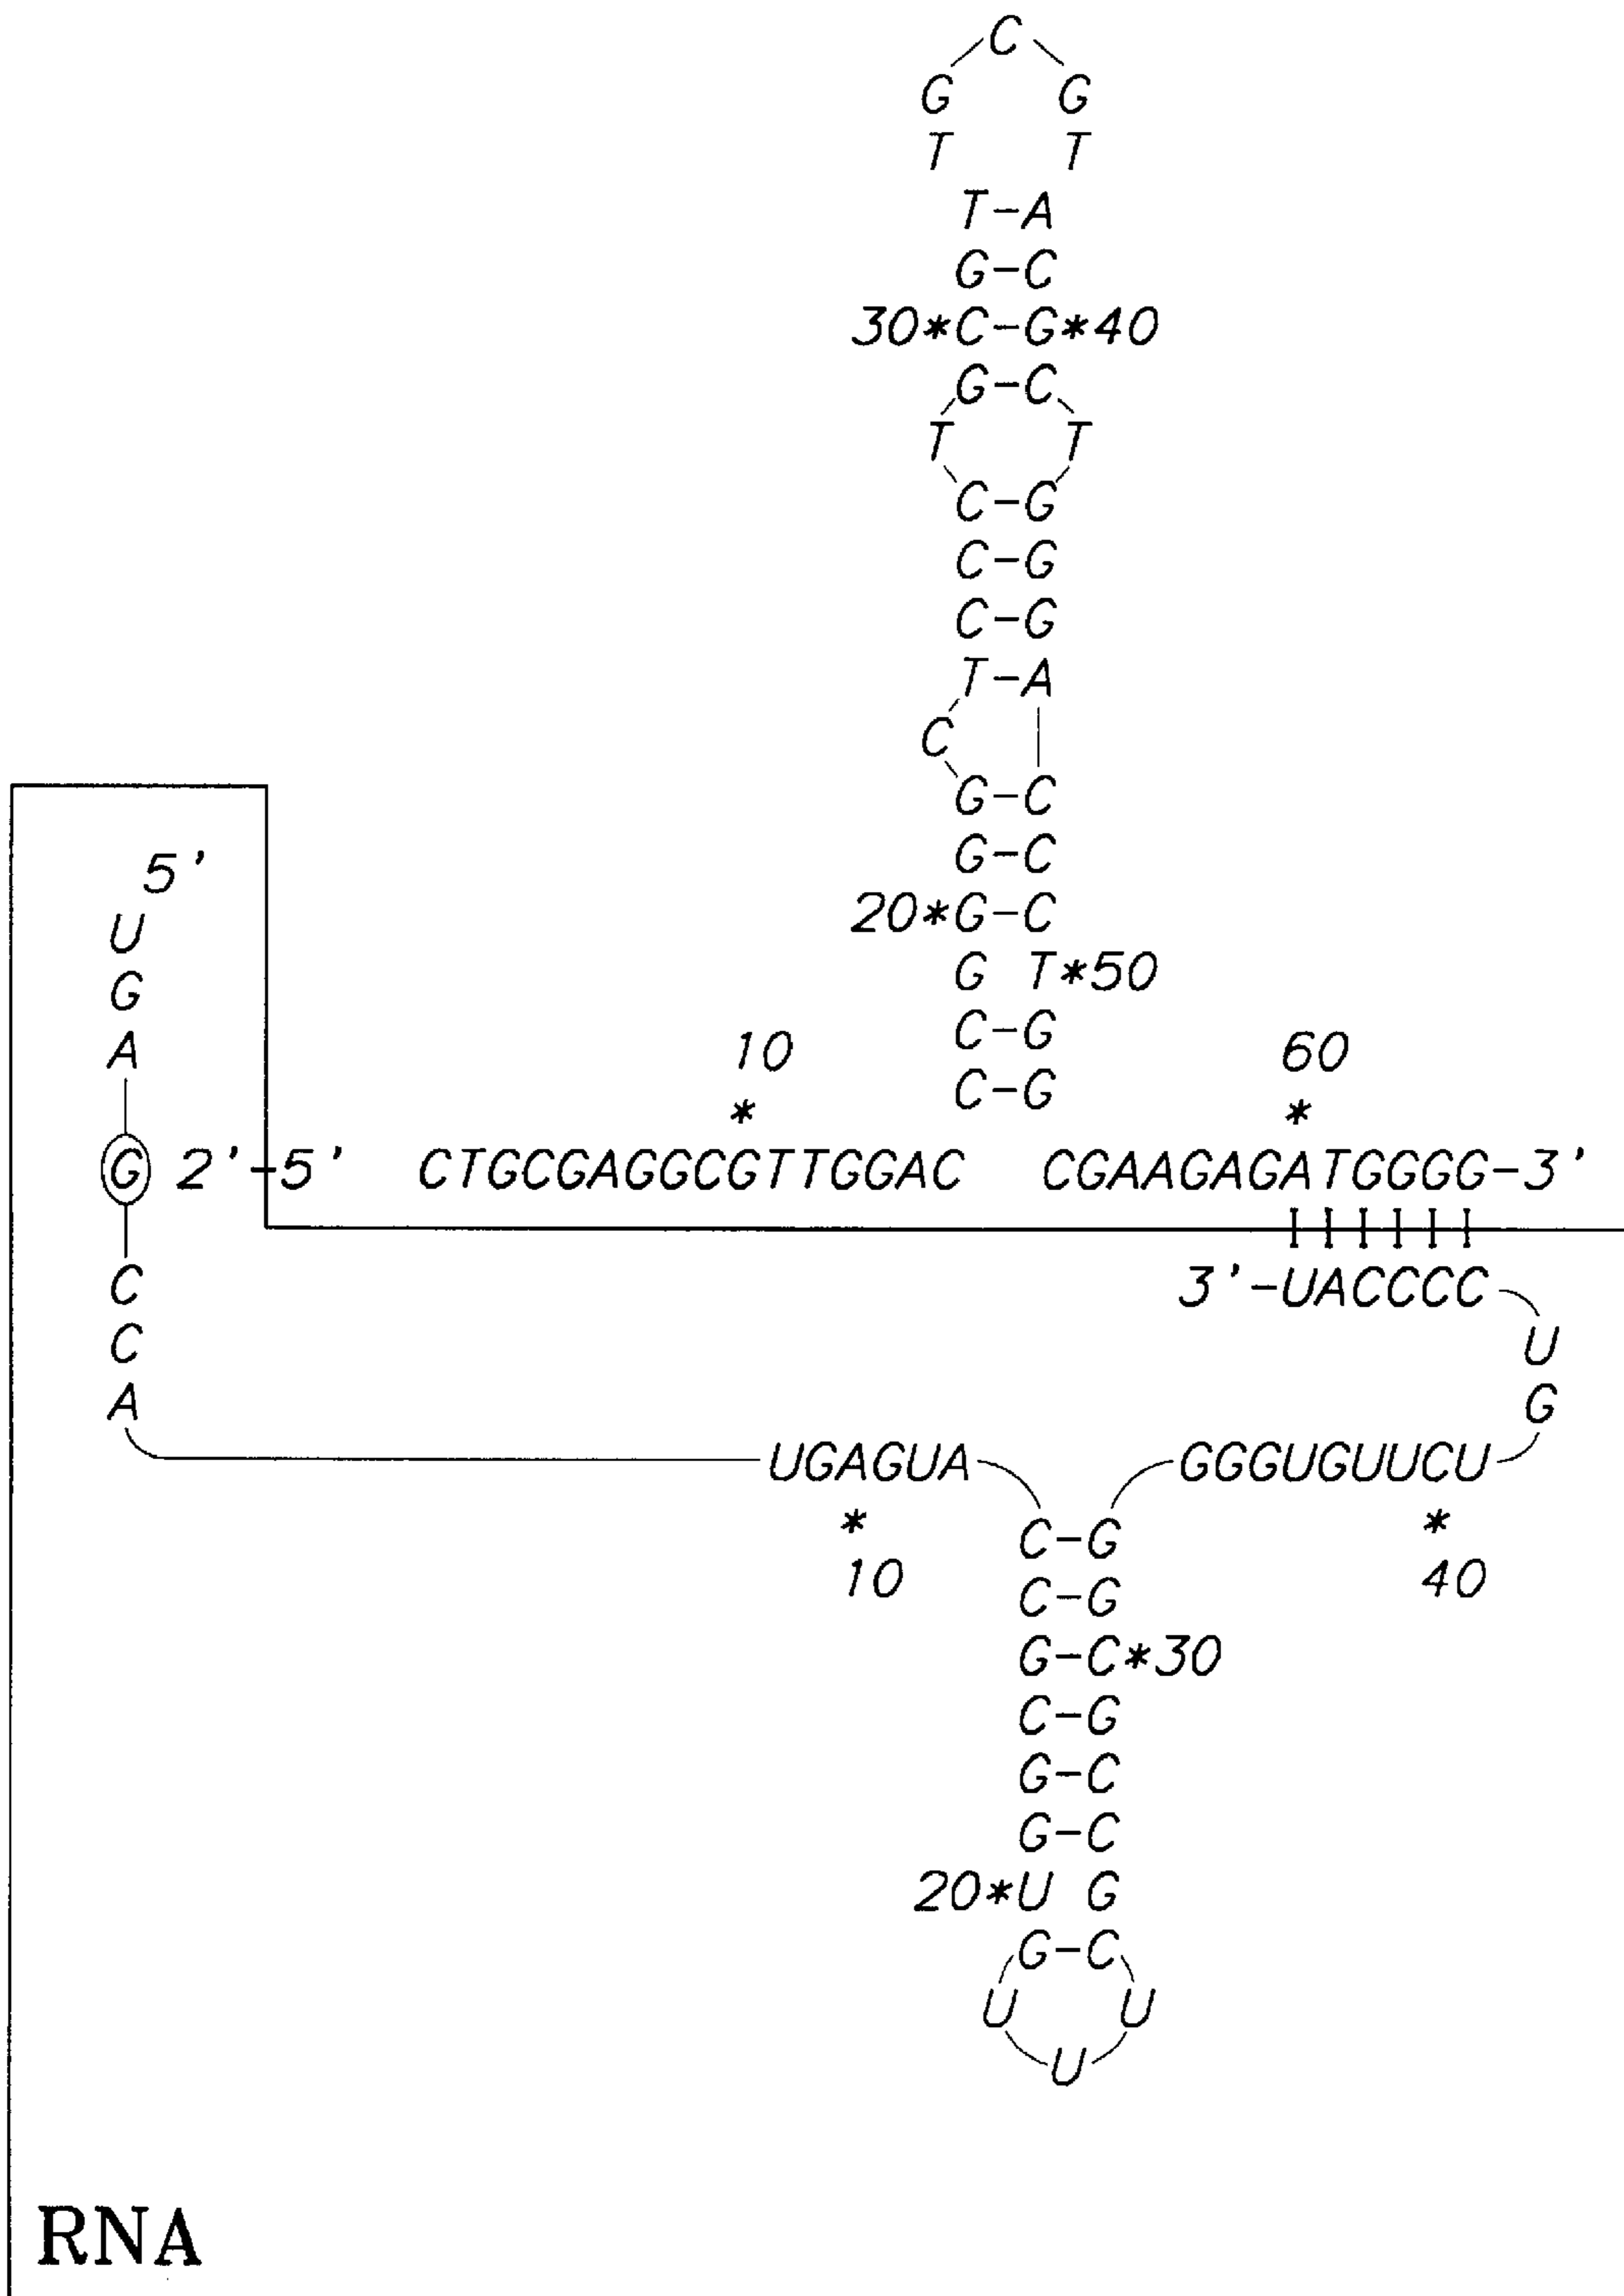 C
G G
T T
T-A
G-C
30*C-G*40
G-C
T T
C-G
C-G
C-G
T-A
C
G-C
5' G-C
U 20*G-C
G G T*50
A 10 C-G 60
* C-G *
G 2'-5' CTGCGAGGCGTTGGAC CGAAGAGATGGGG-3'
C 3'-UACCCC
C U
A G
UGAGUA GGGUGUUCU
* C-G *
10 C-G 40
G-C*30
C-G
G-C
G-C
20*U G
G-C
U U
U
RNA